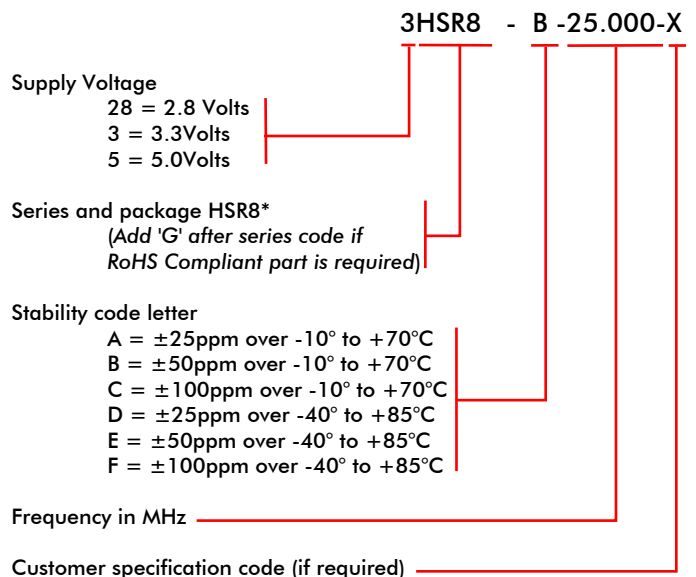 3HSR8 - B -25.000-X
Supply Voltage
28 = 2.8 Volts
3 = 3.3Volts
5 = 5.0Volts
Series and package HSR8*
(Add 'G' after series code if
RoHS Compliant part is required)
Stability code letter
A = ±25ppm over -10° to +70°C
B = ±50ppm over -10° to +70°C
C = ±100ppm over -10° to +70°C
D = ±25ppm over -40° to +85°C
E = ±50ppm over -40° to +85°C
F = ±100ppm over -40° to +85°C
Frequency in MHz
Customer specification code (if required)